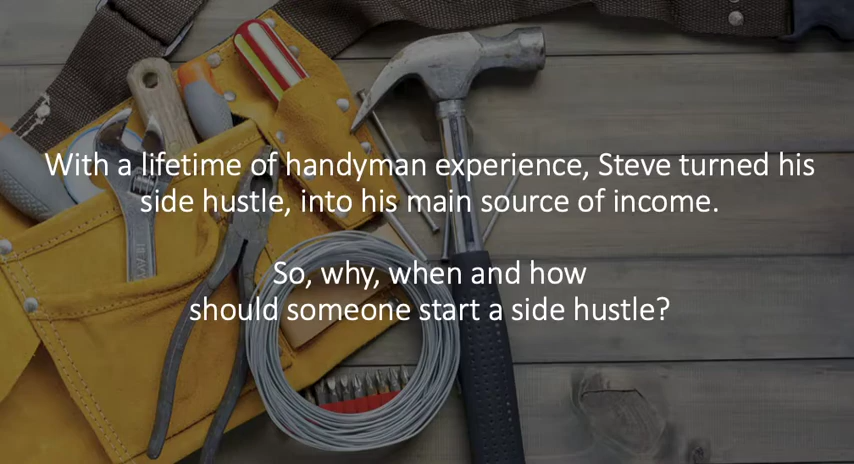 With a lifetime of handyman experience, Steve turned his
side hustle, into his main source of income.
So, why, when and how
should someone start a side hustle?